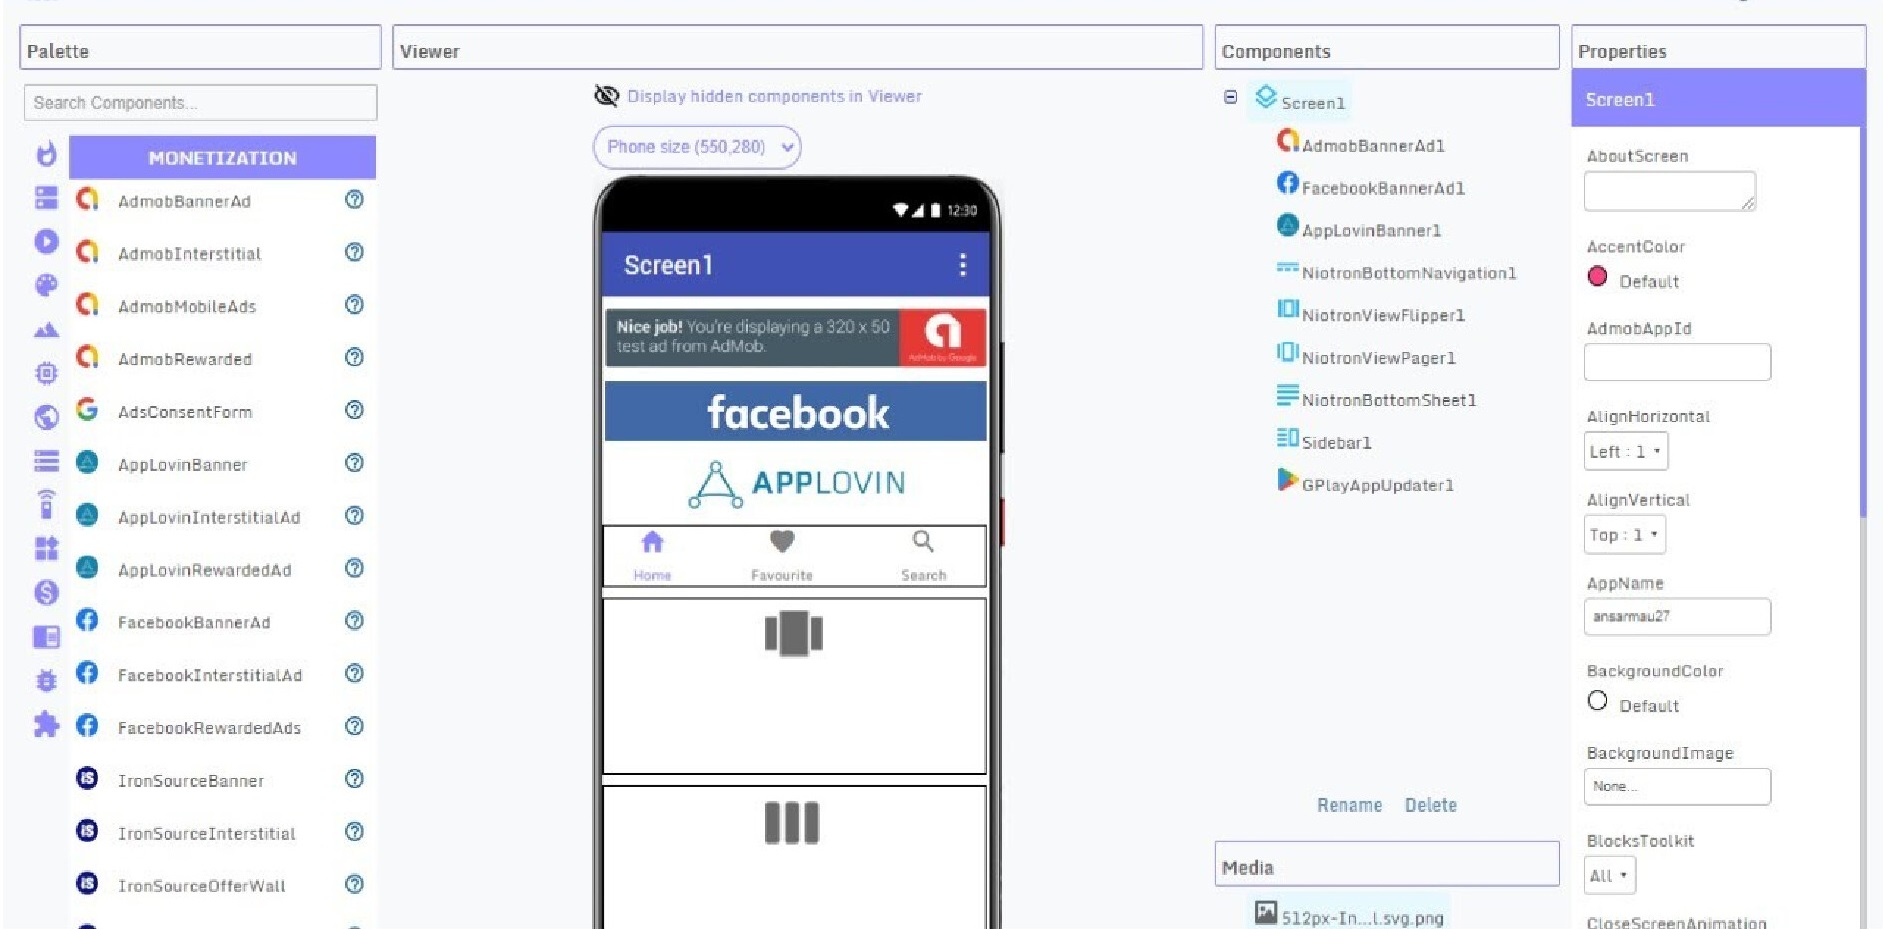 Palette
Viewer
Components
Properties
Search Components...
Display hidden components in Viewer
Phone size (550,280)
MONETIZATION
AdmobBannerAd
AdmobInterstitial
AdmobMobileAds
AdmobRewarded
AdsConsentForm
AppLovinBanner
AppLovinInterstitialAd
AppLovinRewardedAd
FacebookBannerAd
FacebookInterstitialAd
FacebookRewardedAds
IronSourceBanner
IronSourceInterstitial
IronSourceOfferWall
12:30
Screen1
Nice job! You're displaying a 320 x 50
test ad from AdMob.
AdMob by Google
facebook
APPLOVIN
Home
Favourite
Search
Screen1
AdmobBannerAd1
FacebookBannerAd1
AppLovinBanner1
NiotronBottomNavigation1
NiotronViewFlipper1
NiotronViewPager1
NiotronBottomSheet1
Sidebar1
GPlayAppUpdater1
Rename Delete
Media
512px-In...l.svg.png
Screen1
AboutScreen
AccentColor
Default
AdmobAppId
AlignHorizontal
Left : 1
AlignVertical
Top : 1
AppName
ansarmau27
BackgroundColor
Default
BackgroundImage
None...
BlocksToolkit
All
CloseScreenAnimation